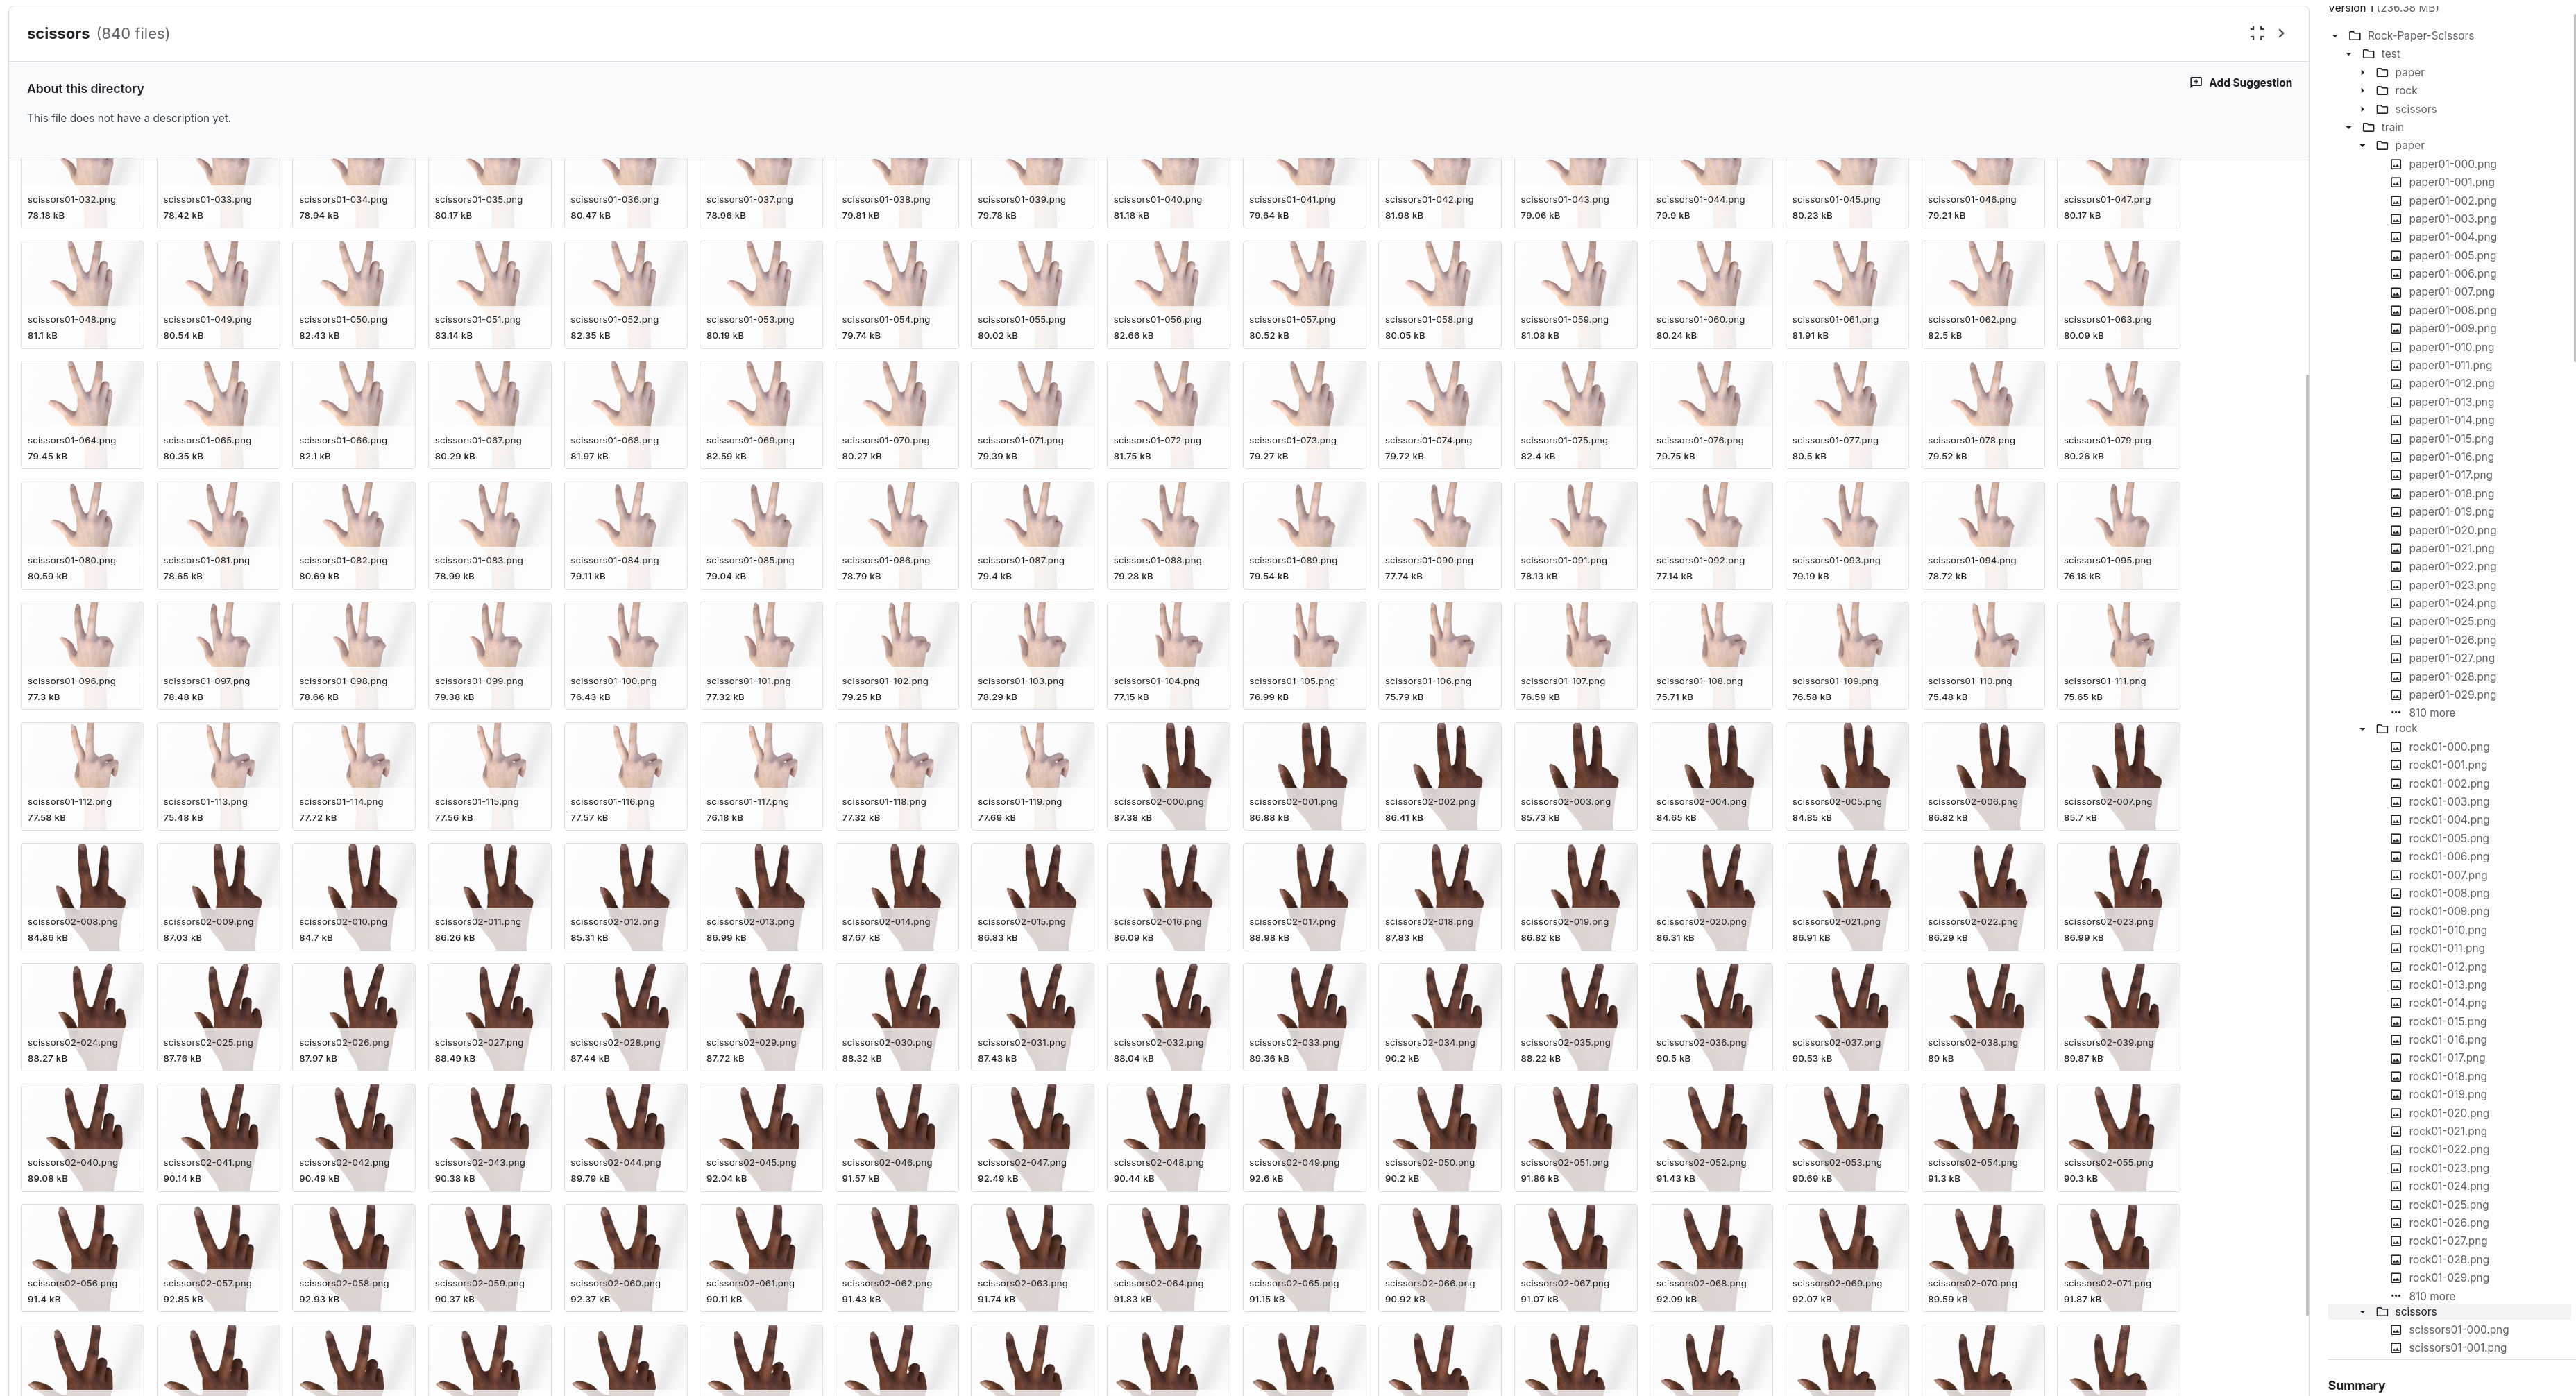 scissors (840 files)
About this directory
Add Suggestion
This file does not have a description yet.
scissors01-032.png scissors01-033.png scissors01-034.png scissors01-035.png scissors01-036.png scissors01-037.png scissors01-038.png scissors01-039.png scissors01-040.png scissors01-041.png scissors01-042.png scissors01-043.png scissors01-044.png scissors01-045.png scissors01-046.png scissors01-047.png
78.18 kB 78.42 kB 78.94 kB 80.17 kB 80.47 kB 78.96 kB 79.81 kB 79.78 kB 81.18 kB 79.64 kB 81.98 kB 79.06 kB 79.9 kB 80.23 kB 79.21 kB 80.17 kB
scissors01-048.png scissors01-049.png scissors01-050.png scissors01-051.png scissors01-052.png scissors01-053.png scissors01-054.png scissors01-055.png scissors01-056.png scissors01-057.png scissors01-058.png scissors01-059.png scissors01-060.png scissors01-061.png scissors01-062.png scissors01-063.png
81.1 kB 80.54 kB 82.43 kB 83.14 kB 82.35 kB 80.19 kB 79.74 kB 80.02 kB 82.66 kB 80.52 kB 80.05 kB 81.08 kB 80.24 kB 81.91 kB 82.5 kB 80.09 kB
scissors01-064.png scissors01-065.png scissors01-066.png scissors01-067.png scissors01-068.png scissors01-069.png scissors01-070.png scissors01-071.png scissors01-072.png scissors01-073.png scissors01-074.png scissors01-075.png scissors01-076.png scissors01-077.png scissors01-078.png scissors01-079.png
79.45 kB 80.35 kB 82.1 kB 80.29 kB 81.97 kB 82.59 kB 80.27 kB 79.39 kB 81.75 kB 79.27 kB 79.72 kB 82.4 kB 79.75 kB 80.5 kB 79.52 kB 80.26 kB
scissors01-080.png scissors01-081.png scissors01-082.png scissors01-083.png scissors01-084.png scissors01-085.png scissors01-086.png scissors01-087.png scissors01-088.png scissors01-089.png scissors01-090.png scissors01-091.png scissors01-092.png scissors01-093.png scissors01-094.png scissors01-095.png
80.59 kB 78.65 kB 80.69 kB 78.99 kB 79.11 kB 79.04 kB 78.79 kB 79.4 kB 79.28 kB 79.54 kB 77.74 kB 78.13 kB 77.14 kB 79.19 kB 78.72 kB 76.18 kB
scissors01-096.png scissors01-097.png scissors01-098.png scissors01-099.png scissors01-100.png scissors01-101.png scissors01-102.png scissors01-103.png scissors01-104.png scissors01-105.png scissors01-106.png scissors01-107.png scissors01-108.png scissors01-109.png scissors01-110.png scissors01-111.png
77.3 kB 78.48 kB 78.66 kB 79.38 kB 76.43 kB 77.32 kB 79.25 kB 78.29 kB 77.15 kB 76.99 kB 75.79 kB 76.59 kB 75.71 kB 76.58 kB 75.48 kB 75.65 kB
scissors01-112.png scissors01-113.png scissors01-114.png scissors01-115.png scissors01-116.png scissors01-117.png scissors01-118.png scissors01-119.png scissors02-000.png scissors02-001.png scissors02-002.png scissors02-003.png scissors02-004.png scissors02-005.png scissors02-006.png scissors02-007.png
77.58 kB 75.48 kB 77.72 kB 77.56 kB 77.57 kB 76.18 kB 77.32 kB 77.69 kB 87.38 kB 86.88 kB 86.41 kB 85.73 kB 84.65 kB 84.85 kB 86.82 kB 85.7 kB
scissors02-008.png scissors02-009.png scissors02-010.png scissors02-011.png scissors02-012.png scissors02-013.png scissors02-014.png scissors02-015.png scissors02-016.png scissors02-017.png scissors02-018.png scissors02-019.png scissors02-020.png scissors02-021.png scissors02-022.png scissors02-023.png
84.86 kB 87.03 kB 84.7 kB 86.26 kB 85.31 kB 86.99 kB 87.67 kB 86.83 kB 86.09 kB 88.98 kB 87.83 kB 86.82 kB 86.31 kB 86.91 kB 86.29 kB 86.99 kB
scissors02-024.png scissors02-025.png scissors02-026.png scissors02-027.png scissors02-028.png scissors02-029.png scissors02-030.png scissors02-031.png scissors02-032.png scissors02-033.png scissors02-034.png scissors02-035.png scissors02-036.png scissors02-037.png scissors02-038.png scissors02-039.png
88.27 kB 87.76 kB 87.97 kB 88.49 kB 87.44 kB 87.72 kB 88.32 kB 87.43 kB 88.04 kB 89.36 kB 90.2 kB 88.22 kB 90.5 kB 90.53 kB 89 kB 89.87 kB
scissors02-040.png scissors02-041.png scissors02-042.png scissors02-043.png scissors02-044.png scissors02-045.png scissors02-046.png scissors02-047.png scissors02-048.png scissors02-049.png scissors02-050.png scissors02-051.png scissors02-052.png scissors02-053.png scissors02-054.png scissors02-055.png
89.08 kB 90.14 kB 90.49 kB 90.38 kB 89.79 kB 92.04 kB 91.57 kB 92.49 kB 90.44 kB 92.6 kB 90.2 kB 91.86 kB 91.43 kB 90.69 kB 91.3 kB 90.3 kB
scissors02-056.png scissors02-057.png scissors02-058.png scissors02-059.png scissors02-060.png scissors02-061.png scissors02-062.png scissors02-063.png scissors02-064.png scissors02-065.png scissors02-066.png scissors02-067.png scissors02-068.png scissors02-069.png scissors02-070.png scissors02-071.png
91.4 kB 92.85 kB 92.93 kB 90.37 kB 92.37 kB 90.11 kB 91.43 kB 91.74 kB 91.83 kB 91.15 kB 90.92 kB 91.07 kB 92.09 kB 92.07 kB 89.59 kB 91.87 kB
Version 1 (236.38 MB)
Rock-Paper-Scissors
test
paper
rock
scissors
train
paper
paper01-000.png
paper01-001.png
paper01-002.png
paper01-003.png
paper01-004.png
paper01-005.png
paper01-006.png
paper01-007.png
paper01-008.png
paper01-009.png
paper01-010.png
paper01-011.png
paper01-012.png
paper01-013.png
paper01-014.png
paper01-015.png
paper01-016.png
paper01-017.png
paper01-018.png
paper01-019.png
paper01-020.png
paper01-021.png
paper01-022.png
paper01-023.png
paper01-024.png
paper01-025.png
paper01-026.png
paper01-027.png
paper01-028.png
paper01-029.png
810 more
rock
rock01-000.png
rock01-001.png
rock01-002.png
rock01-003.png
rock01-004.png
rock01-005.png
rock01-006.png
rock01-007.png
rock01-008.png
rock01-009.png
rock01-010.png
rock01-011.png
rock01-012.png
rock01-013.png
rock01-014.png
rock01-015.png
rock01-016.png
rock01-017.png
rock01-018.png
rock01-019.png
rock01-020.png
rock01-021.png
rock01-022.png
rock01-023.png
rock01-024.png
rock01-025.png
rock01-026.png
rock01-027.png
rock01-028.png
rock01-029.png
810 more
scissors
scissors01-000.png
scissors01-001.png
Summary